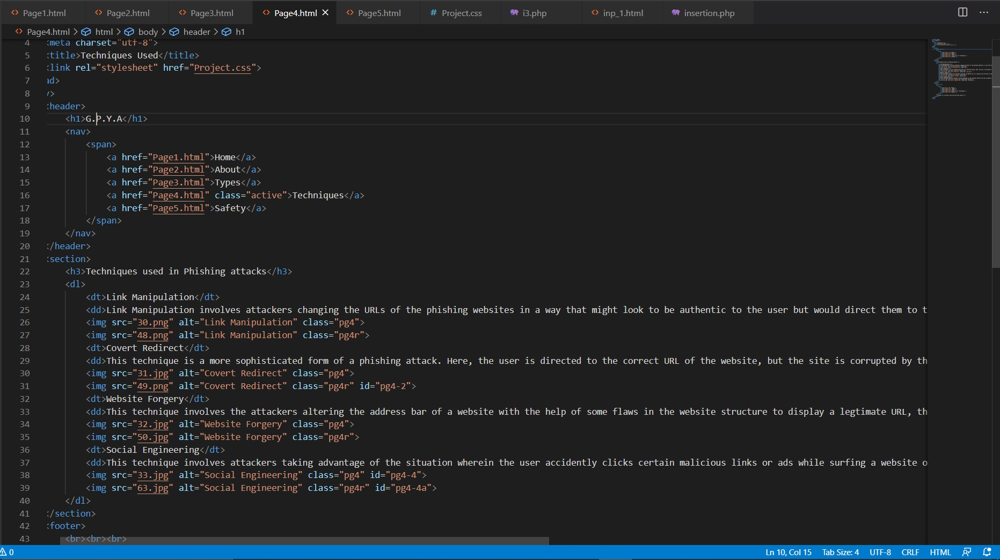 Page1.html Page2.html Page3.html Page4.html Page5.html # Project.css i3.php inp_1.html insertion.php
Page4.html > html > body > header > h1
4 meta charset="utf-8">
5 title>Techniques Used</title>
6 link rel="stylesheet" href="Project.css">
7 ad>
8 >
9 header>
10 <h1>G.P.Y.A</h1>
11 <nav>
12 <span>
13 <a href="Page1.html">Home</a>
14 <a href="Page2.html">About</a>
15 <a href="Page3.html">Types</a>
16 <a href="Page4.html" class="active">Techniques</a>
17 <a href="Page5.html">Safety</a>
18 </span>
19 </nav>
20 /header>
21 section>
22 <h3>Techniques used in Phishing attacks</h3>
23 <dl>
24 <dt>Link Manipulation</dt>
25 <dd>Link Manipulation involves attackers changing the URLs of the phishing websites in a way that might look to be authentic to the user but would direct them to t
26 <img src="30.png" alt="Link Manipulation" class="pg4">
27 <img src="48.png" alt="Link Manipulation" class="pg4r">
28 <dt>Covert Redirect</dt>
29 <dd>This technique is a more sophisticated form of a phishing attack. Here, the user is directed to the correct URL of the website, but the site is corrupted by th
30 <img src="31.jpg" alt="Covert Redirect" class="pg4">
31 <img src="49.png" alt="Covert Redirect" class="pg4r" id="pg4-2">
32 <dt>Website Forgery</dt>
33 <dd>This technique involves the attackers altering the address bar of a website with the help of some flaws in the website structure to display a legtimate URL, th
34 <img src="32.jpg" alt="Website Forgery" class="pg4">
35 <img src="50.jpg" alt="Website Forgery" class="pg4r">
36 <dt>Social Engineering</dt>
37 <dd>This technique involves attackers taking advantage of the situation wherein the user accidently clicks certain malicious links or ads while surfing a website o
38 <img src="33.jpg" alt="Social Engineering" class="pg4" id="pg4-4">
39 <img src="63.jpg" alt="Social Engineering" class="pg4r" id="pg4-4a">
40 </dl>
41 /section>
42 footer>
43 <br><br><br>
0 Ln 10, Col 15 Tab Size: 4 UTF-8 CRLF HTML